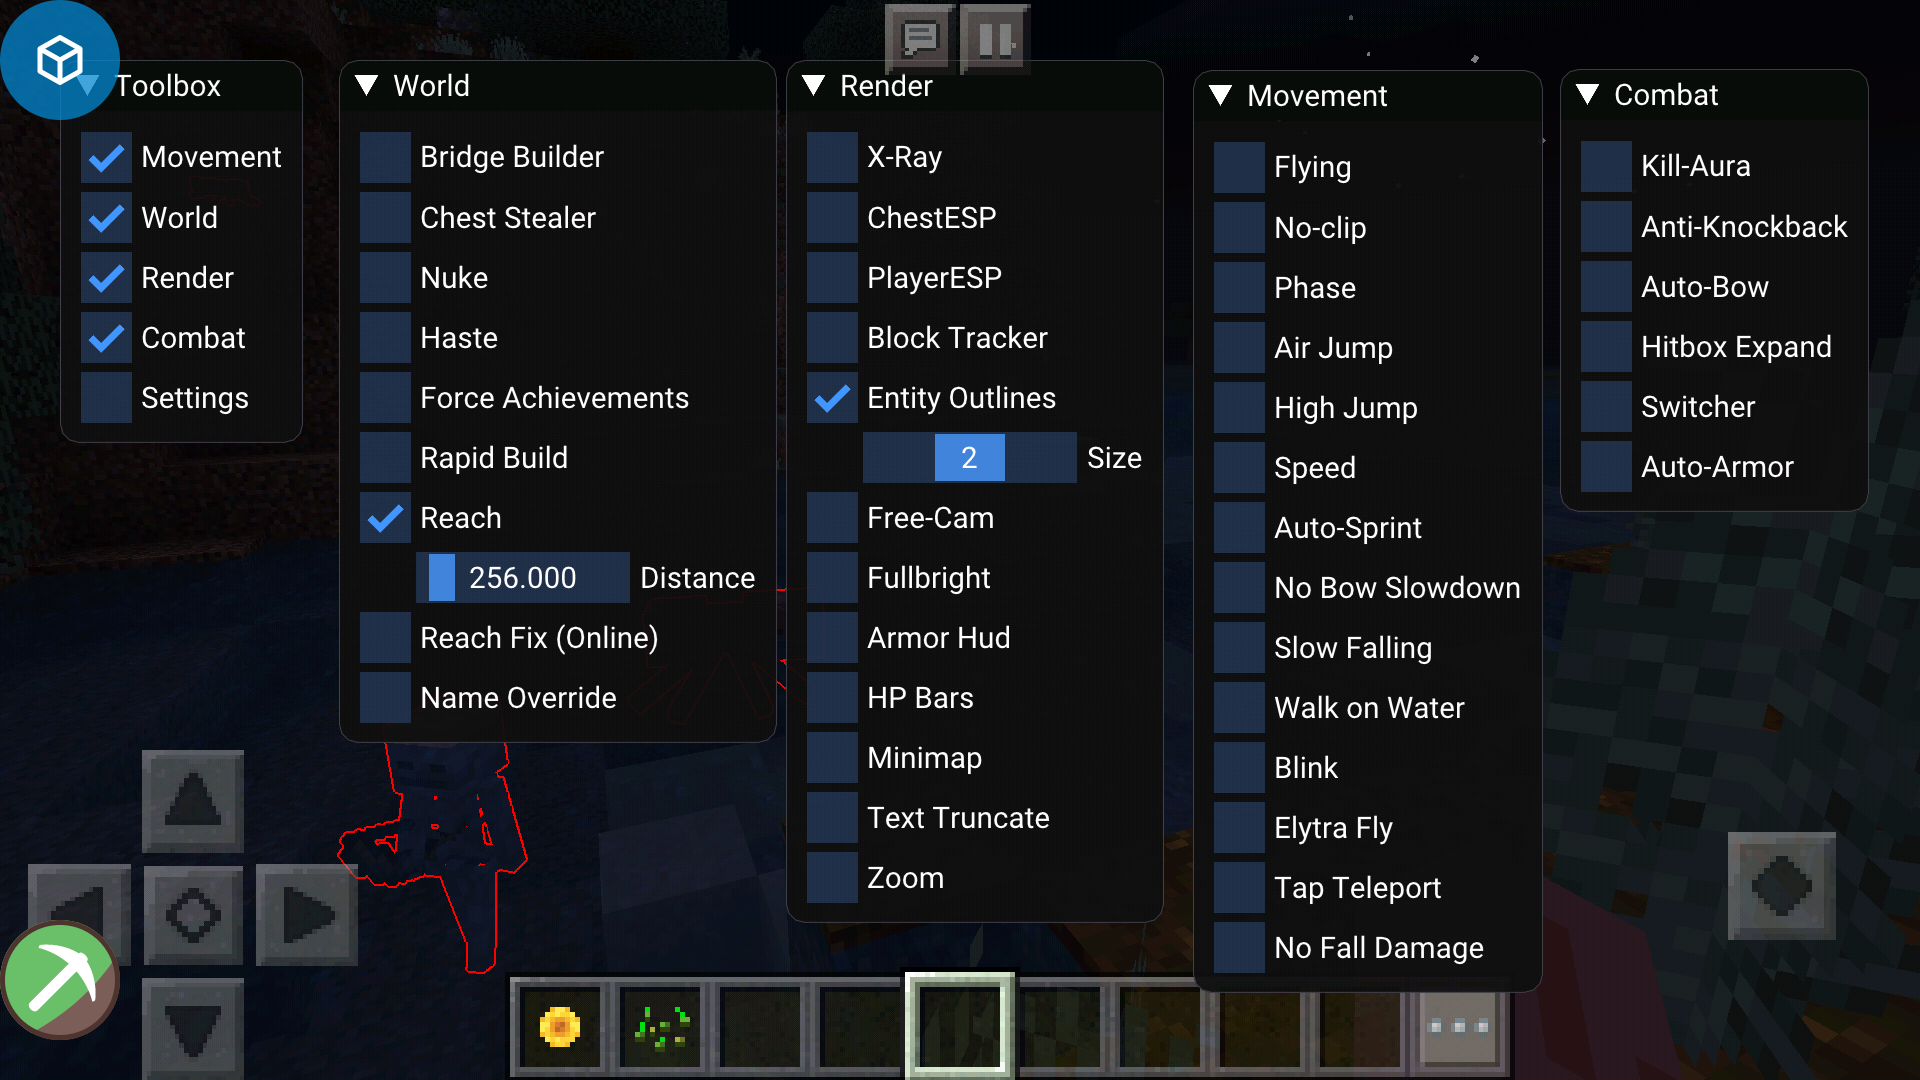 Toolbox
Movement
World
Render
Combat
Settings
World
Bridge Builder
Chest Stealer
Nuke
Haste
Force Achievements
Rapid Build
Reach
256.000 Distance
Reach Fix (Online)
Name Override
Render
X-Ray
ChestESP
PlayerESP
Block Tracker
Entity Outlines
2 Size
Free-Cam
Fullbright
Armor Hud
HP Bars
Minimap
Text Truncate
Zoom
Movement
Flying
No-clip
Phase
Air Jump
High Jump
Speed
Auto-Sprint
No Bow Slowdown
Slow Falling
Walk on Water
Blink
Elytra Fly
Tap Teleport
No Fall Damage
Combat
Kill-Aura
Anti-Knockback
Auto-Bow
Hitbox Expand
Switcher
Auto-Armor